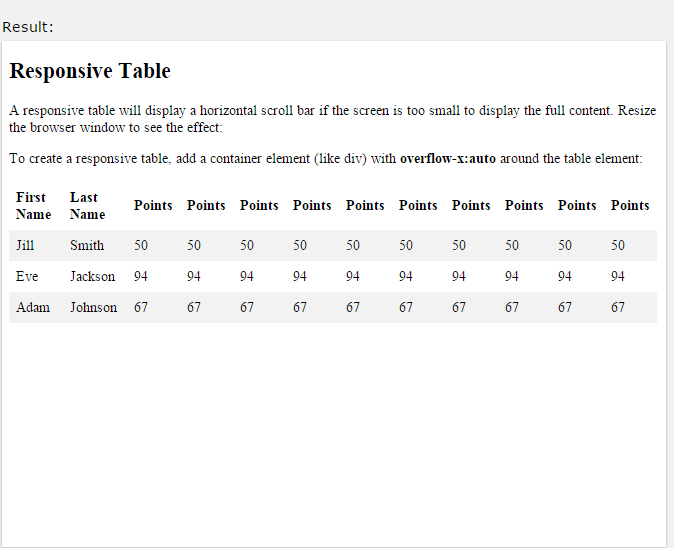 Result:
Responsive Table
A responsive table will display a horizontal scroll bar if the screen is too small to display the full content. Resize
the browser window to see the effect:
To create a responsive table, add a container element (like div) with overflow-x:auto around the table element:
First Name Last Name Points Points Points Points Points Points Points Points Points Points
Jill Smith 50 50 50 50 50 50 50 50 50 50
Eve Jackson 94 94 94 94 94 94 94 94 94 94
Adam Johnson 67 67 67 67 67 67 67 67 67 67